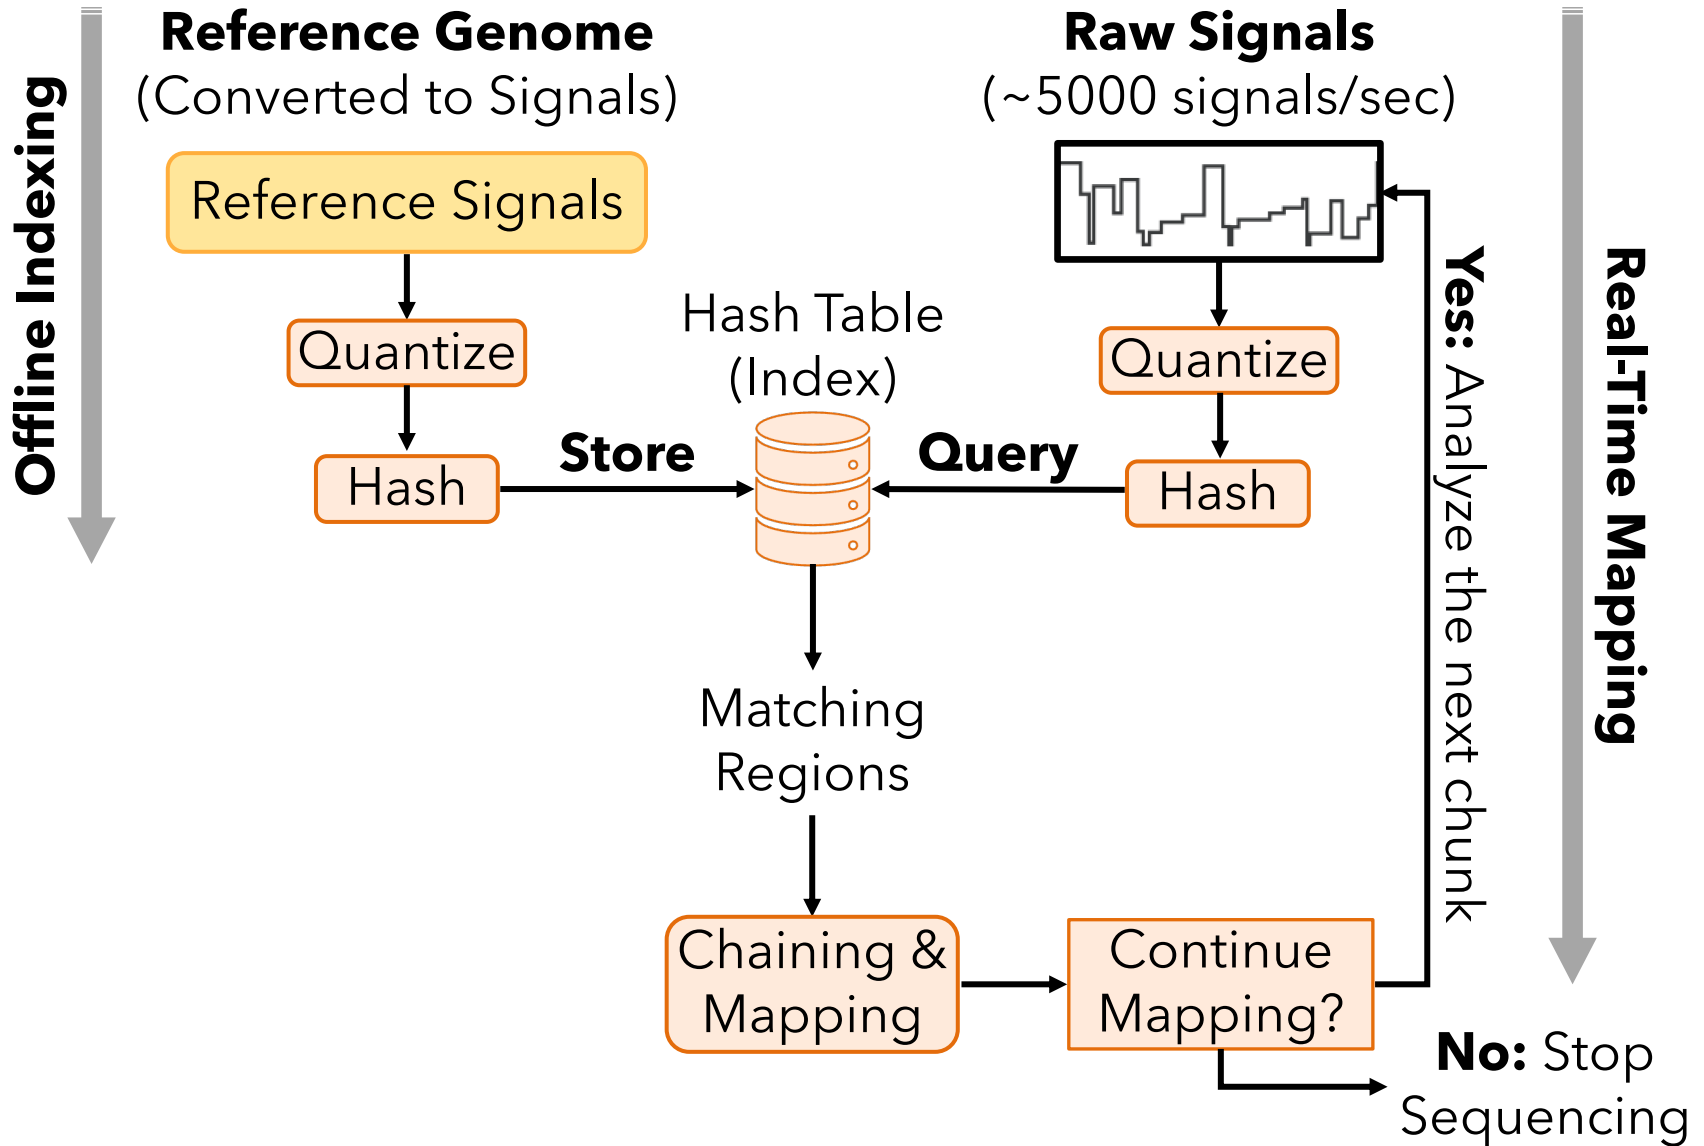 Reference Genome
(Converted to Signals)
Reference Signals
Quantize
Hash
Offline Indexing
Store
Hash Table
(Index)
Query
Raw Signals
(~5000 signals/sec)
Quantize
Hash
Matching
Regions
Chaining &
Mapping
Continue
Mapping?
Yes: Analyze the next chunk
No: Stop
Sequencing
Real-Time Mapping